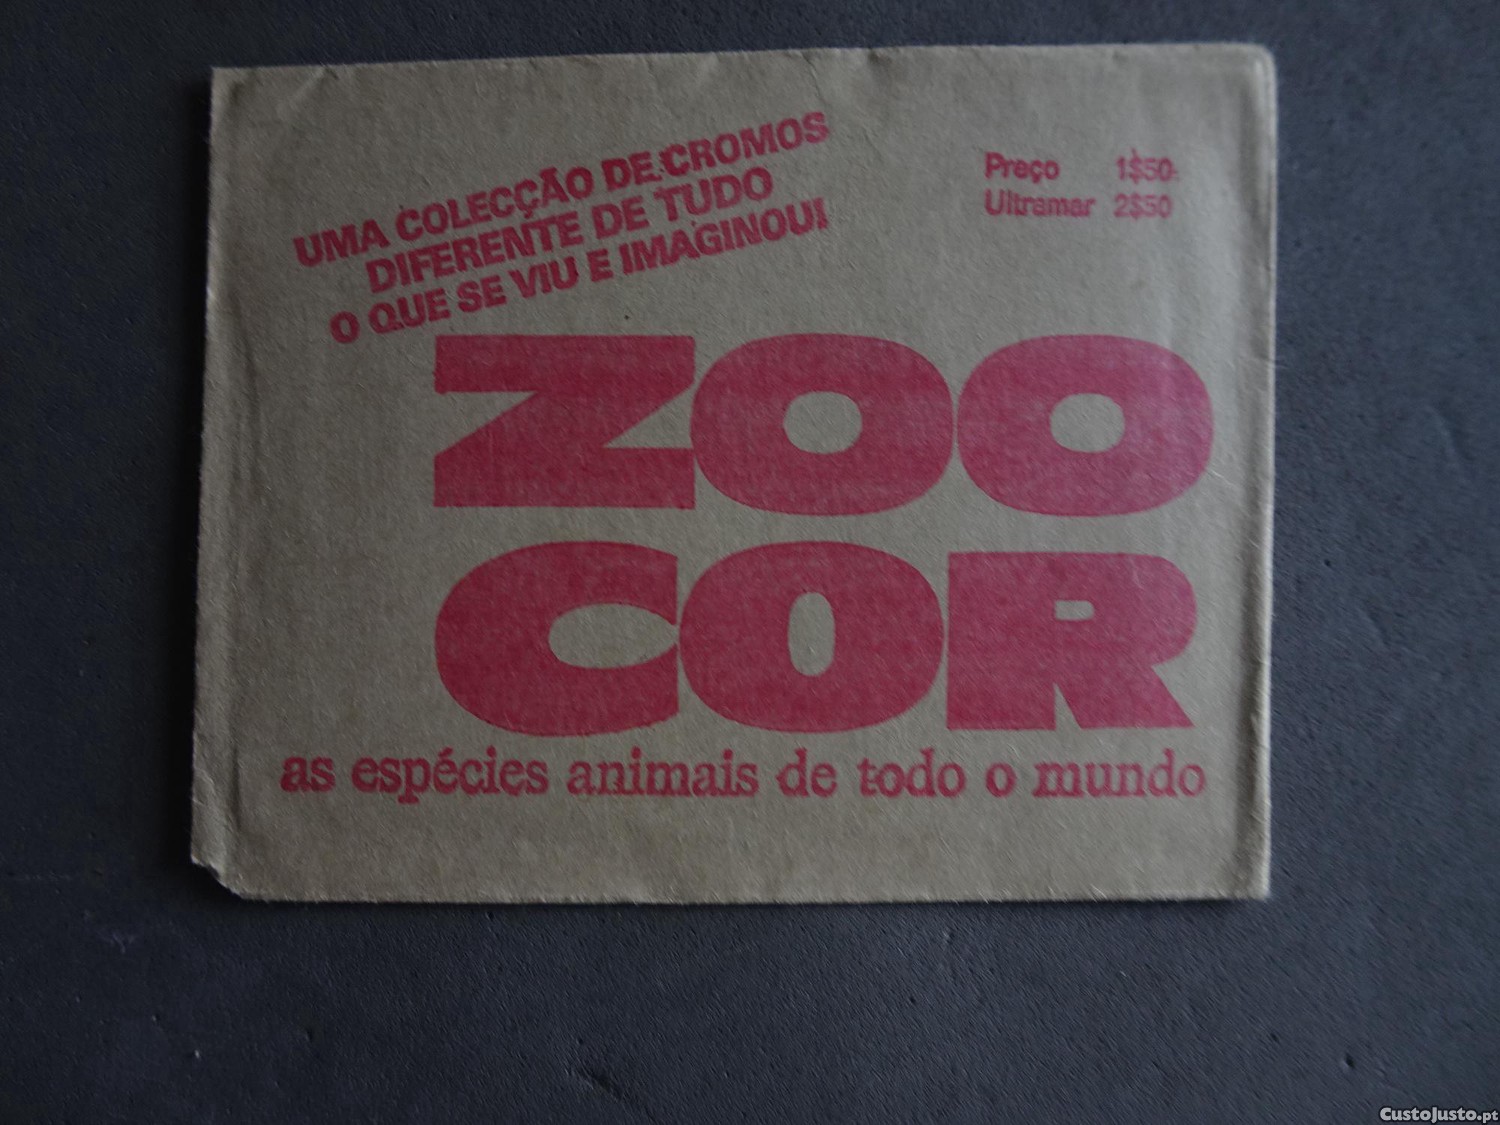 UMA COLECÇÃO DE CROMOS
DIFERENTE DE TUDO
O QUE SE VIU E IMAGINOU!
Preço 1$50
Ultramar 2$50
ZOO
COR
as espécies animais de todo o mundo
CustoJusto.pt